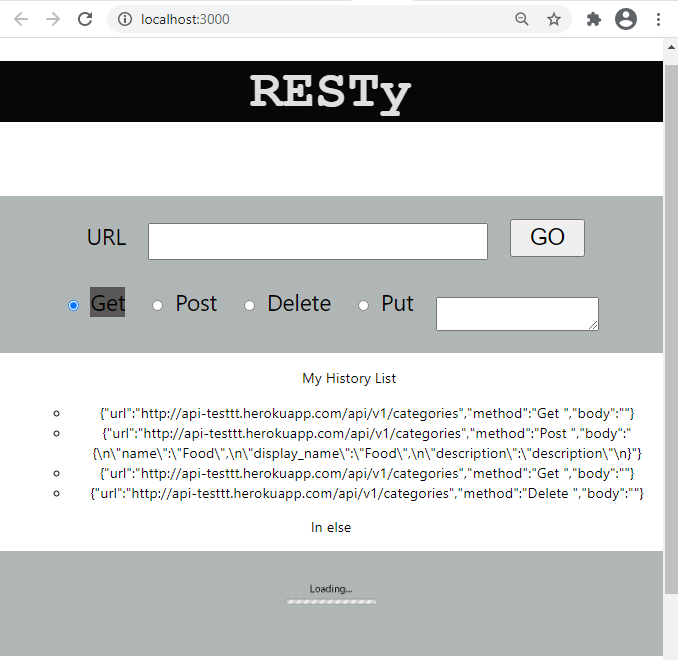 localhost:3000
RESTy
URL GO
Get Post Delete Put
My History List
{"url":"http://api-testtt.herokuapp.com/api/v1/categories","method":"Get ","body":""}
{"url":"http://api-testtt.herokuapp.com/api/v1/categories","method":"Post ","body":"
{\n\"name\":\"Food\",\n\"display_name\":\"Food\",\n\"description\":\"description\"\n}"}
{"url":"http://api-testtt.herokuapp.com/api/v1/categories","method":"Get ","body":""}
{"url":"http://api-testtt.herokuapp.com/api/v1/categories","method":"Delete ","body":""}
In else
Loading...